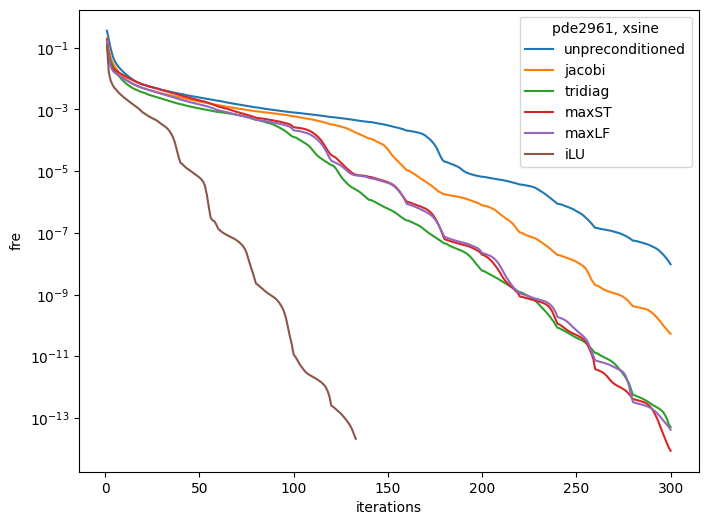 pde2961, xsine
unpreconditioned
jacobi
tridiag
maxST
maxLF
iLU
fre
10⁻¹
10⁻³
10⁻⁵
10⁻⁷
10⁻⁹
10⁻¹¹
10⁻¹³
0 50 100 150 200 250 300
iterations